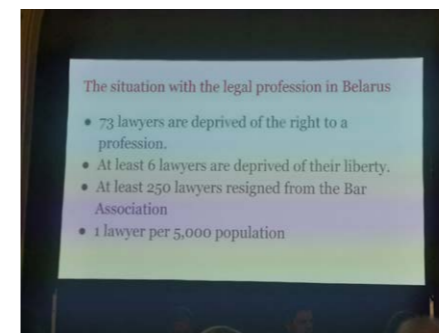 The situation with the legal profession in Belarus
• 73 lawyers are deprived of the right to a
profession.
• At least 6 lawyers are deprived of their liberty.
• At least 250 lawyers resigned from the Bar
Association
• 1 lawyer per 5,000 population